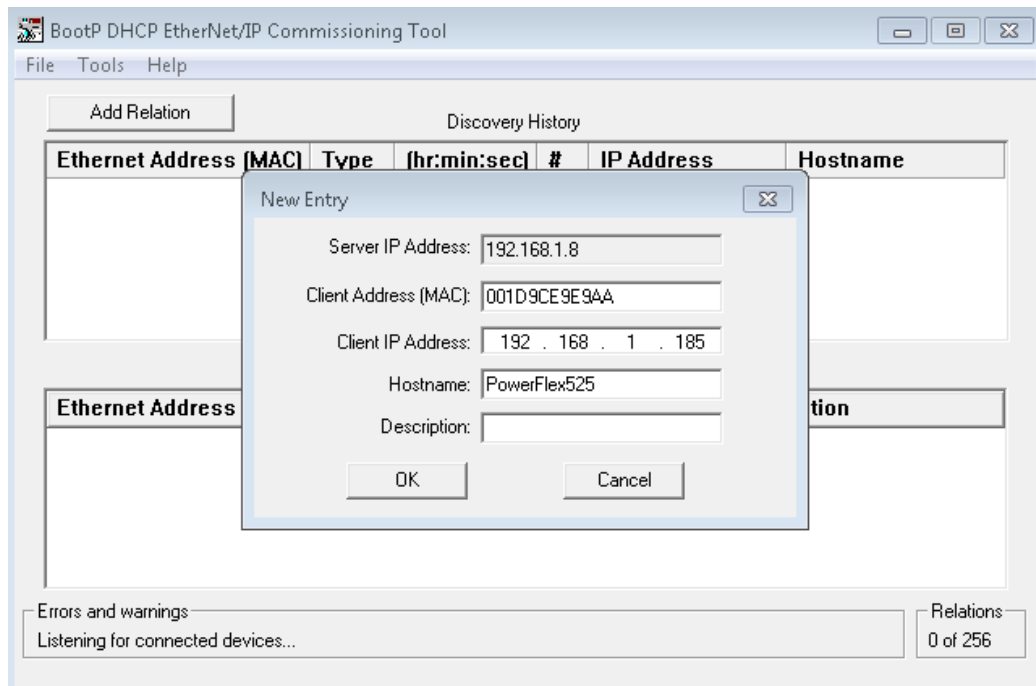 BootP DHCP EtherNet/IP Commissioning Tool
File Tools Help
Add Relation
Discovery History
Ethernet Address (MAC) Type (hr:min:sec) # IP Address Hostname
New Entry
Server IP Address: 192.168.1.8
Client Address (MAC): 001D9CE9E9AA
Client IP Address: 192 . 168 . 1 . 185
Hostname: PowerFlex525
Description:
OK Cancel
Ethernet Address tion
Errors and warnings
Listening for connected devices...
Relations
0 of 256